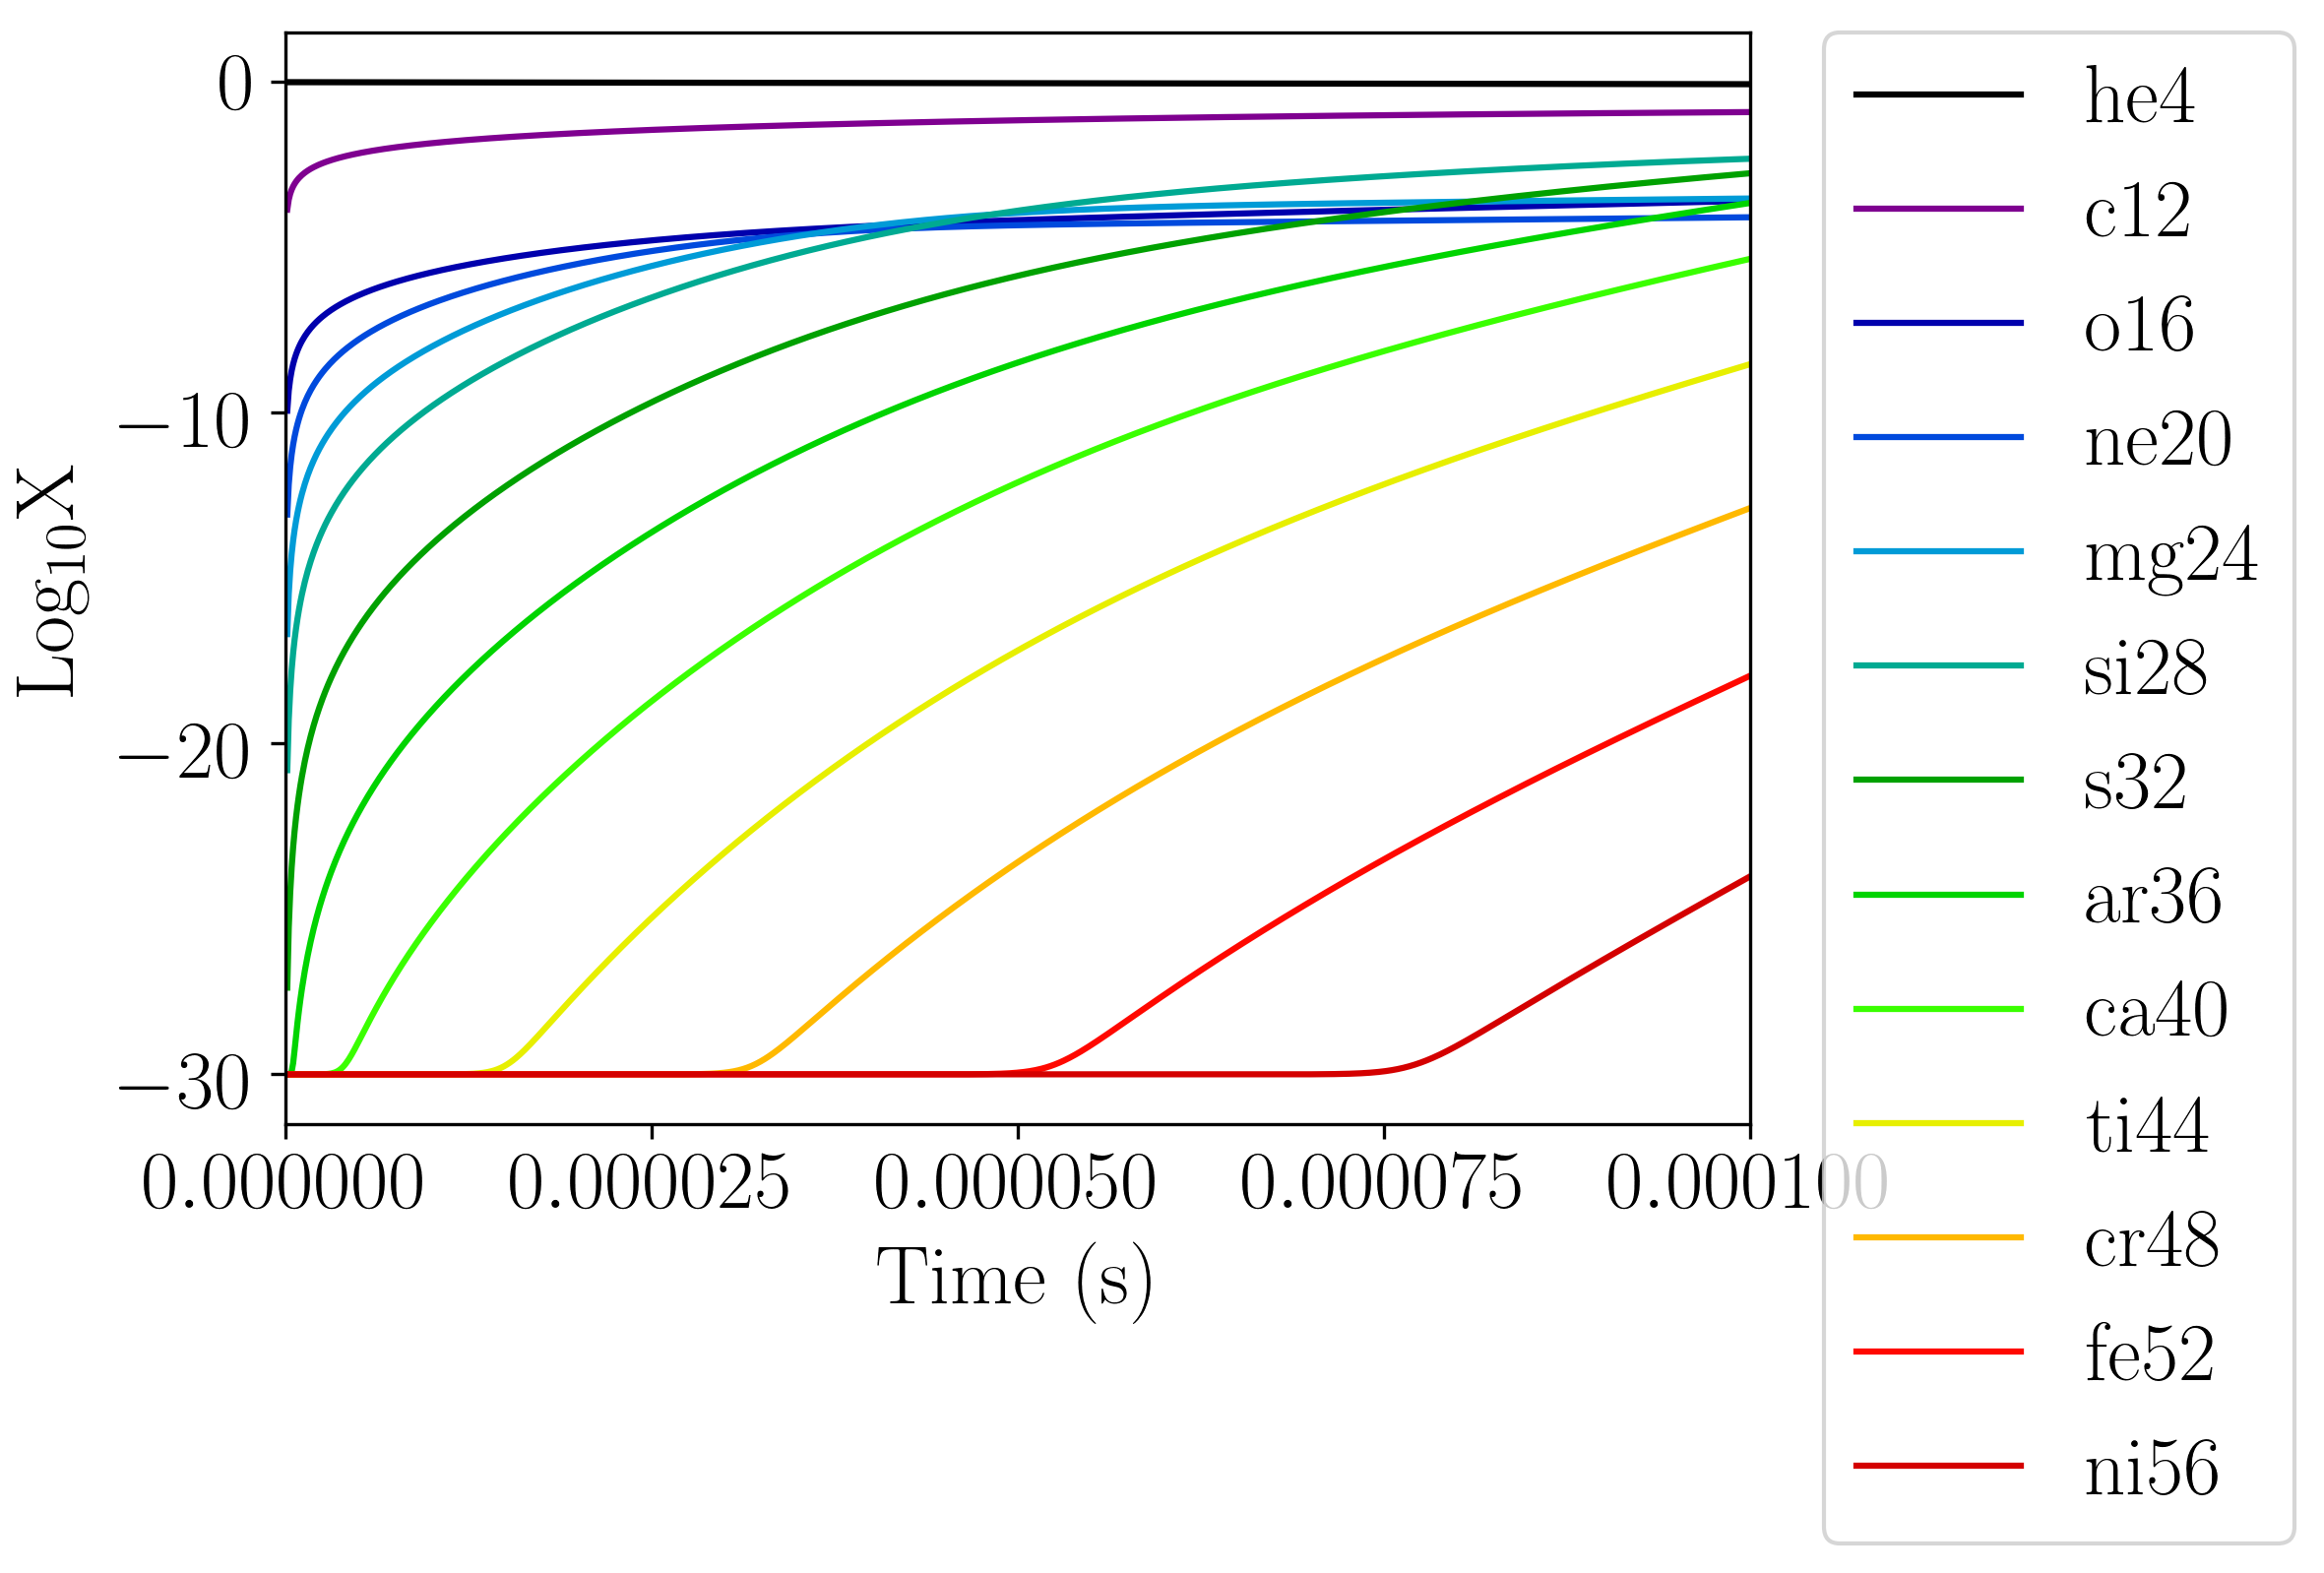 0
−10
−20
−30
Log10X
0.000000 0.000025 0.000050 0.000075 0.000100
Time (s)
he4
c12
o16
ne20
mg24
si28
s32
ar36
ca40
ti44
cr48
fe52
ni56